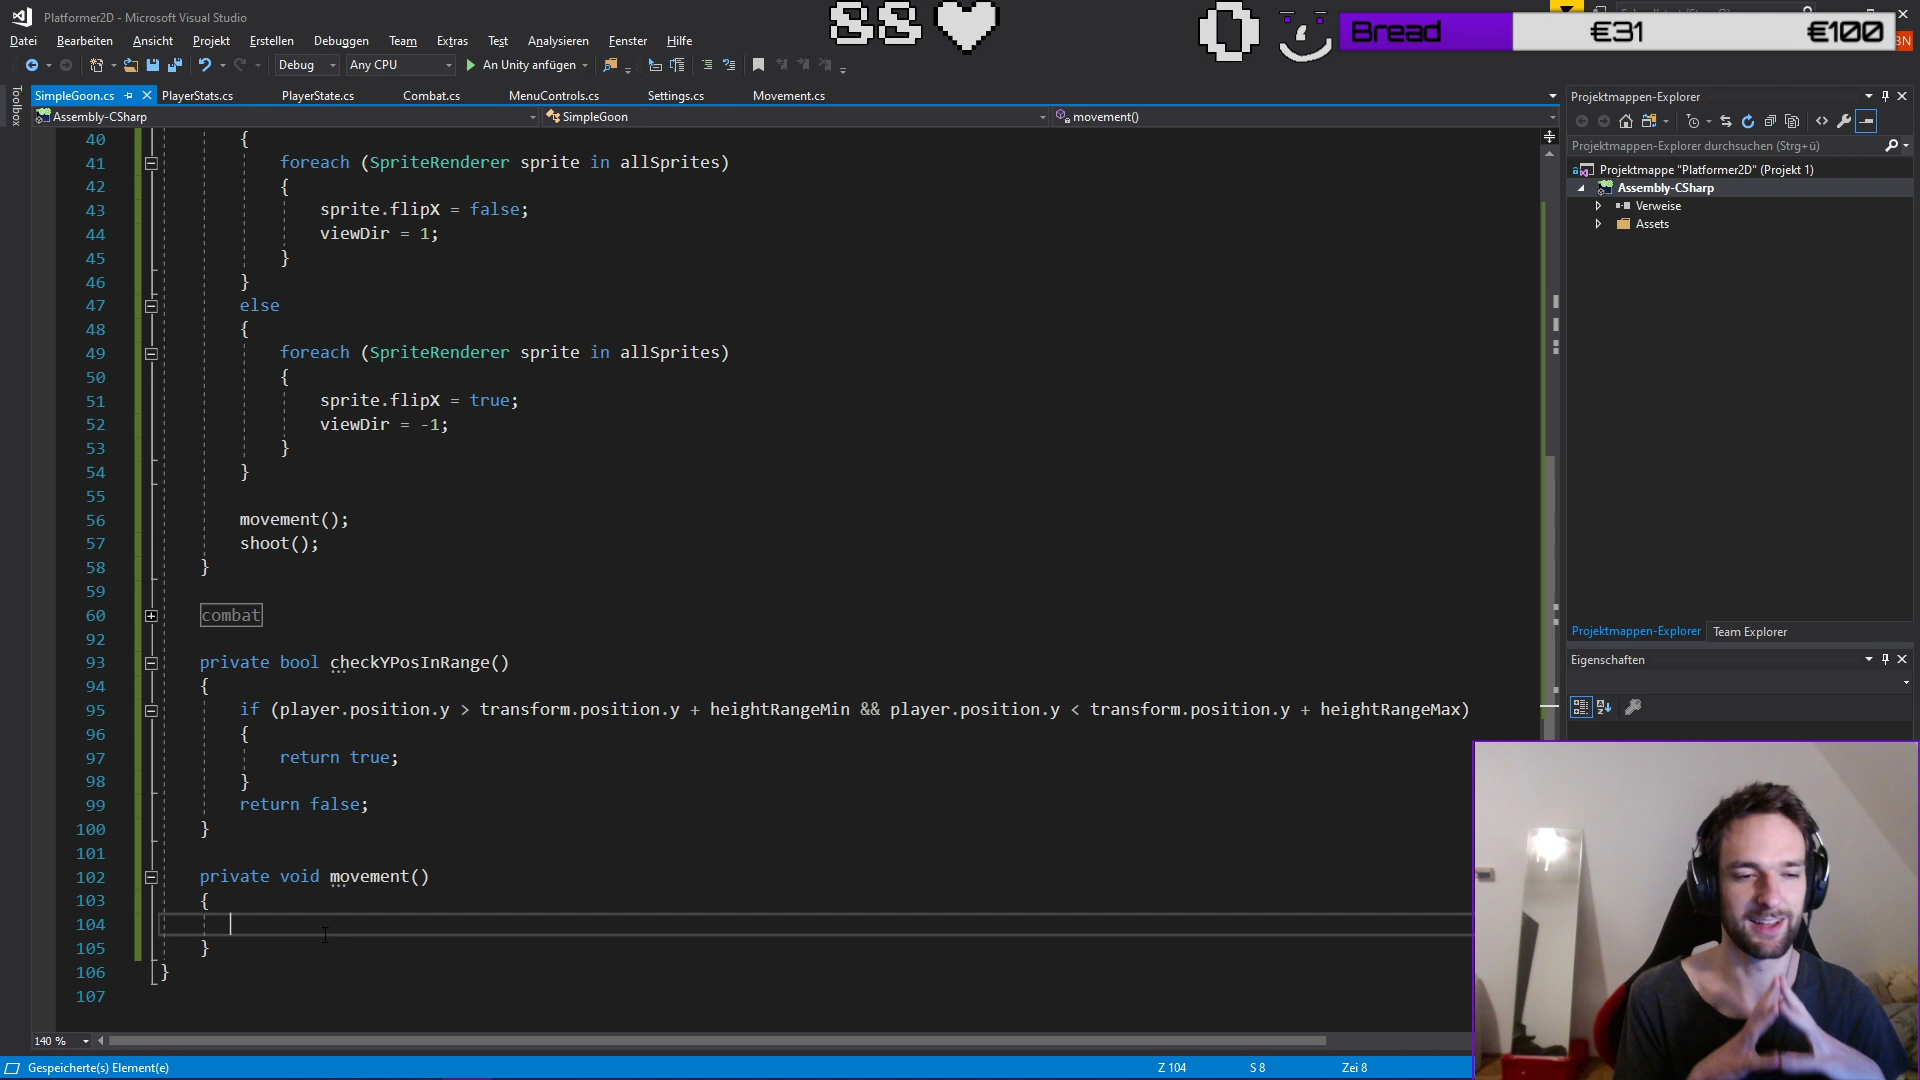 Platformer2D - Microsoft Visual Studio
SS
0
Bread €31 €100
Datei Bearbeiten Ansicht Projekt Erstellen Debuggen Team Extras Test Analysieren Fenster Hilfe
Debug Any CPU An Unity anfügen
Toolbox
SimpleGoon.cs PlayerStats.cs PlayerState.cs Combat.cs MenuControls.cs Settings.cs Movement.cs
Assembly-CSharp SimpleGoon movement()
40 {
41 foreach (SpriteRenderer sprite in allSprites)
42 {
43 sprite.flipX = false;
44 viewDir = 1;
45 }
46 }
47 else
48 {
49 foreach (SpriteRenderer sprite in allSprites)
50 {
51 sprite.flipX = true;
52 viewDir = -1;
53 }
54 }
55
56 movement();
57 shoot();
58 }
59
60 combat
92
93 private bool checkYPosInRange()
94 {
95 if (player.position.y > transform.position.y + heightRangeMin && player.position.y < transform.position.y + heightRangeMax)
96 {
97 return true;
98 }
99 return false;
100 }
101
102 private void movement()
103 {
104
105 }
106 }
107
140 %
Projektmappen-Explorer
Projektmappen-Explorer durchsuchen (Strg+ü)
Projektmappe "Platformer2D" (Projekt 1)
Assembly-CSharp
Verweise
Assets
Projektmappen-Explorer Team Explorer
Eigenschaften
Gespeicherte(s) Element(e) Z 104 S 8 Zei 8